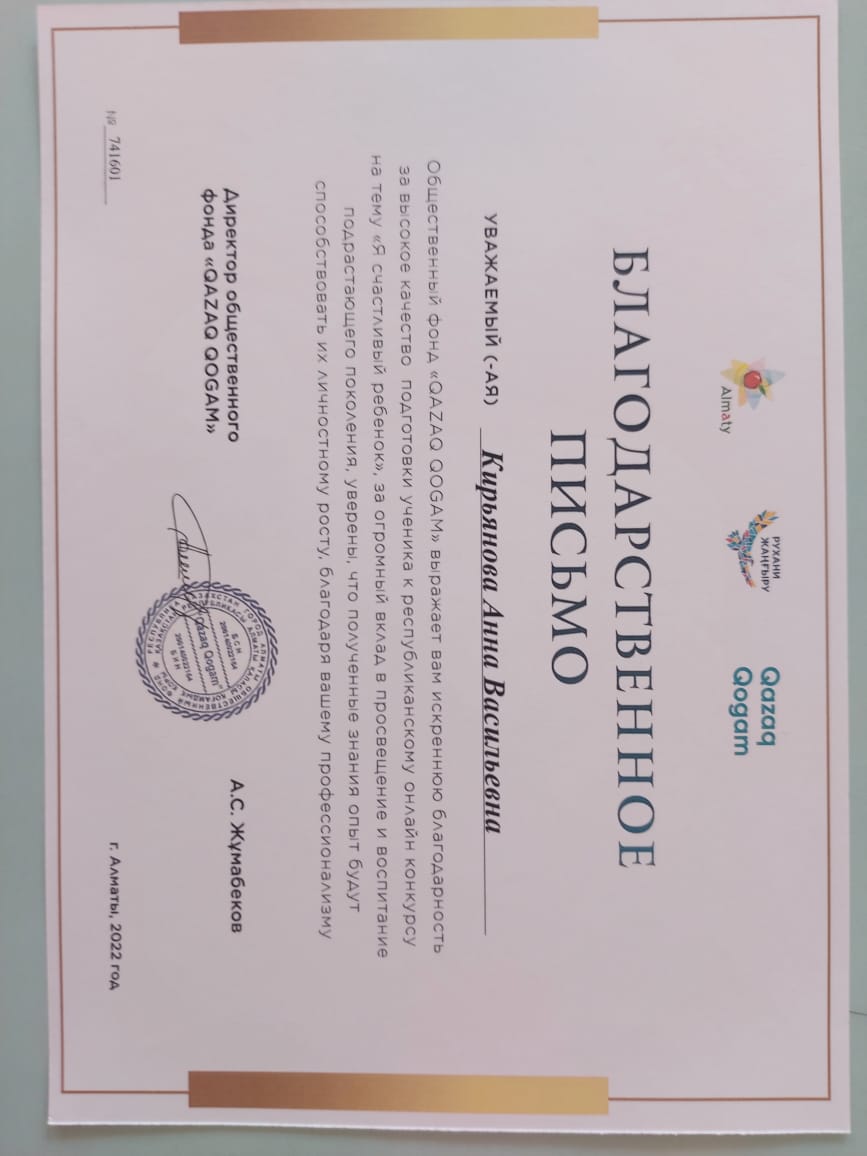 Almaty
РУХАНИ
ЖАҢҒЫРУ
Qazaq
Qogam
БЛАГОДАРСТВЕННОЕ
ПИСЬМО
УВАЖАЕМЫЙ (-АЯ) Кирьянова Анна Васильевна
Общественный фонд «QAZAQ QOGAM» выражает вам искреннюю благодарность
за высокое качество подготовки ученика к республиканскому онлайн конкурсу
на тему «Я счастливый ребенок», за огромный вклад в просвещение и воспитание
подрастающего поколения, уверены, что полученные знания опыт будут
способствовать их личностному росту, благодаря вашему профессионализму
Директор общественного
фонда «QAZAQ QOGAM»
А.С. Жұмабеков
Qazaq Qogam
№ 741601
г. Алматы, 2022 год